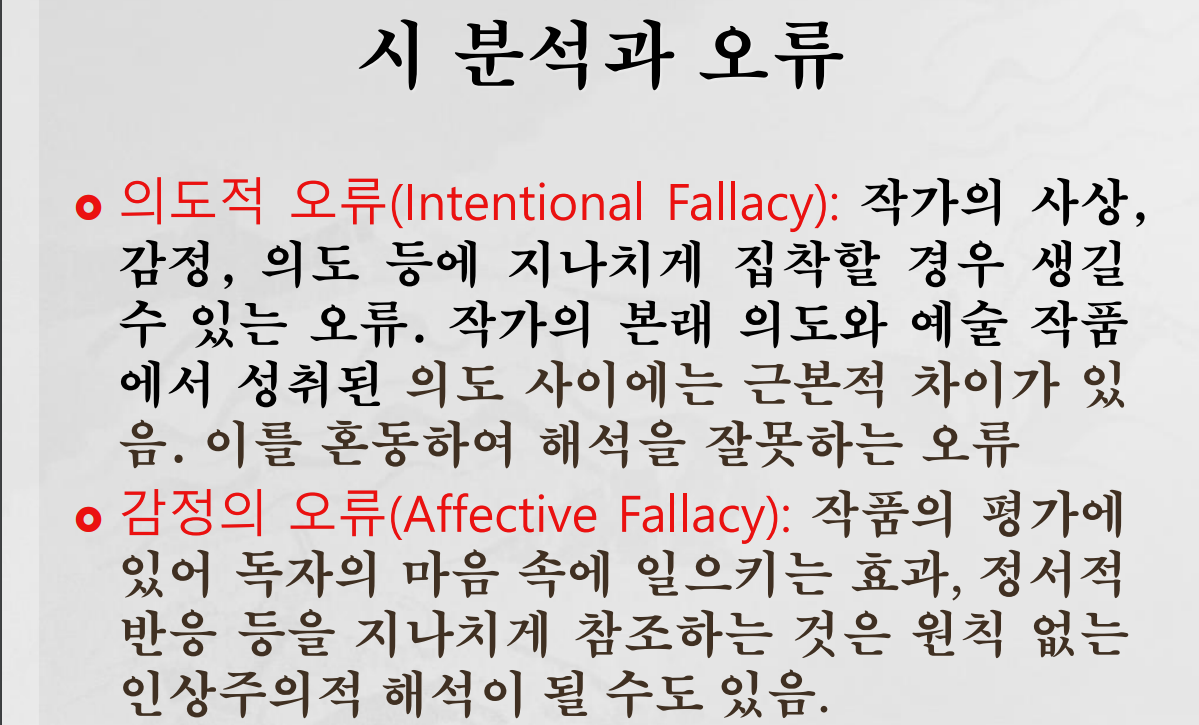 시 분석과 오류
의도적 오류(Intentional Fallacy): 작가의 사상,
감정, 의도 등에 지나치게 집착할 경우 생길
수 있는 오류. 작가의 본래 의도와 예술 작품
에서 성취된 의도 사이에는 근본적 차이가 있
음. 이를 혼동하여 해석을 잘못하는 오류
감정의 오류(Affective Fallacy): 작품의 평가에
있어 독자의 마음 속에 일으키는 효과, 정서적
반응 등을 지나치게 참조하는 것은 원칙 없는
인상주의적 해석이 될 수도 있음.